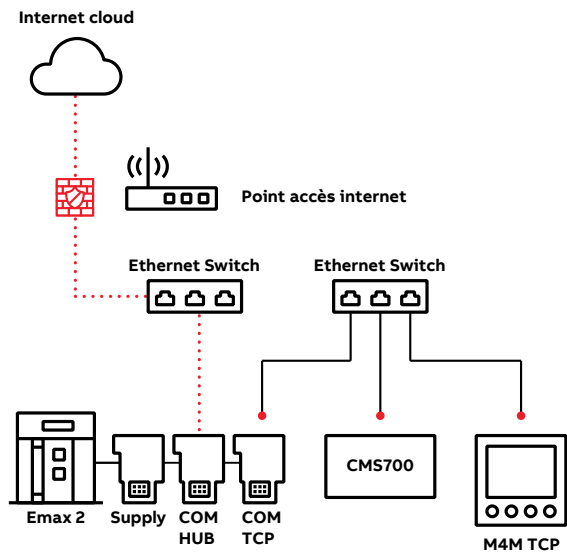 Internet cloud
Point accès internet
Ethernet Switch
Ethernet Switch
CMS700
Emax 2
Supply
COM
HUB
COM
TCP
M4M TCP